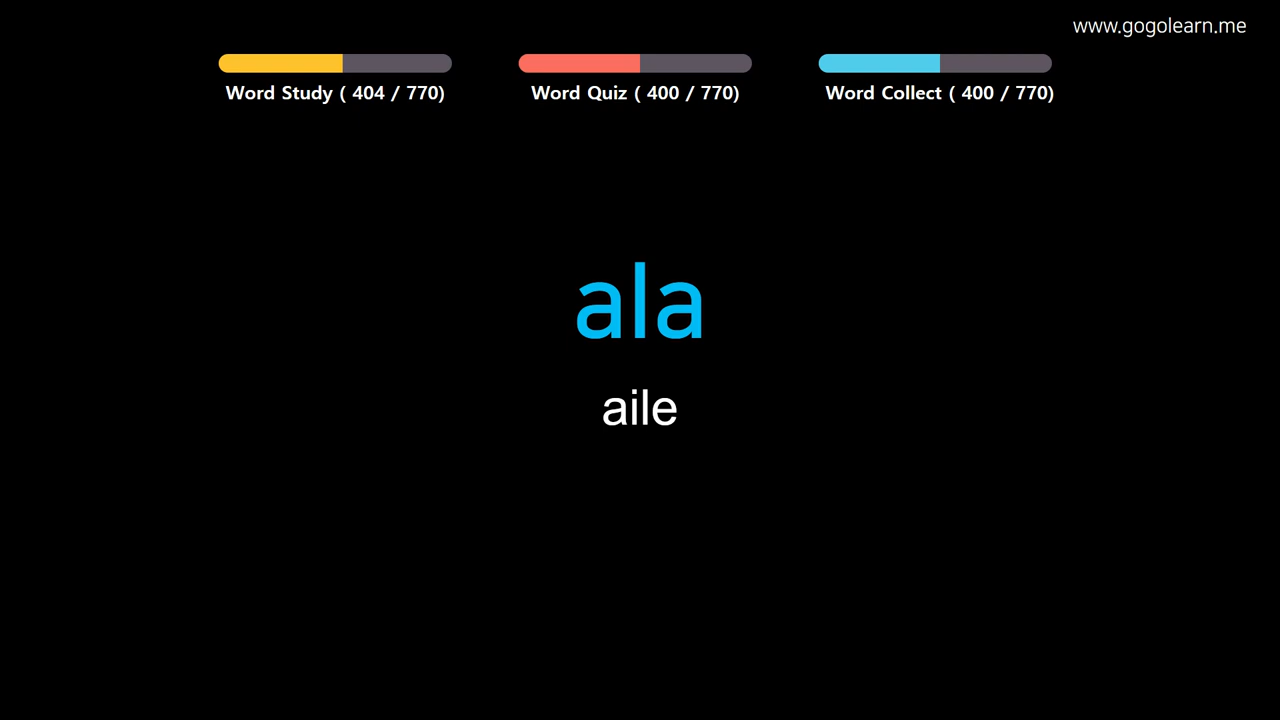 www.gogolearn.me
Word Study ( 404 / 770)
Word Quiz ( 400 / 770)
Word Collect ( 400 / 770)
ala
aile